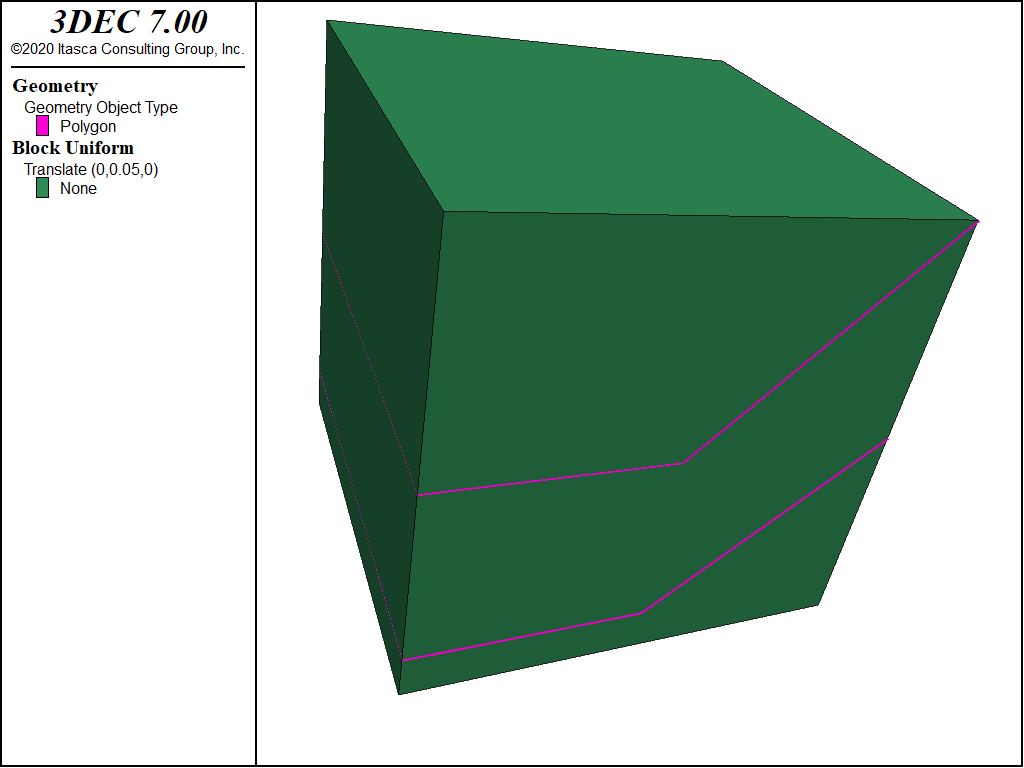 3DEC 7.00
©2020 Itasca Consulting Group, Inc.
Geometry
Geometry Object Type
Polygon
Block Uniform
Translate (0,0.05,0)
None